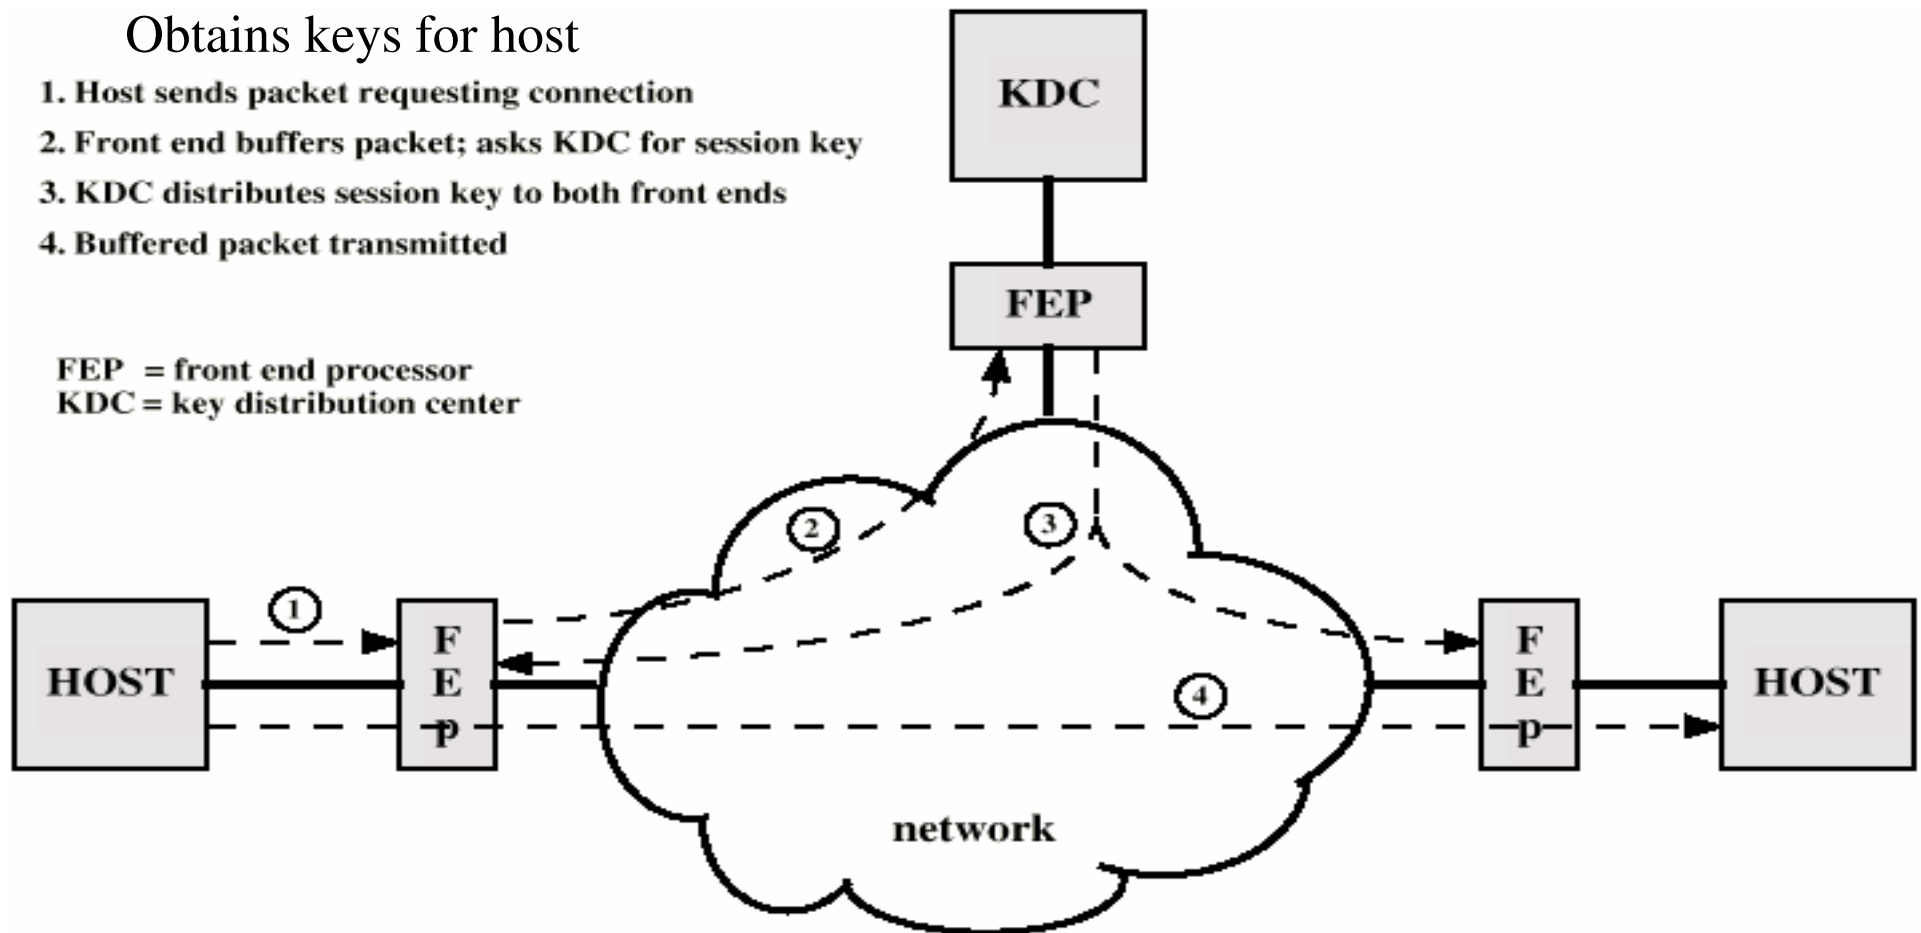 Obtains keys for host
1. Host sends packet requesting connection
2. Front end buffers packet; asks KDC for session key
3. KDC distributes session key to both front ends
4. Buffered packet transmitted
FEP = front end processor
KDC = key distribution center
KDC
FEP
2
3
1
HOST
F
E
p
4
F
E
p
HOST
network